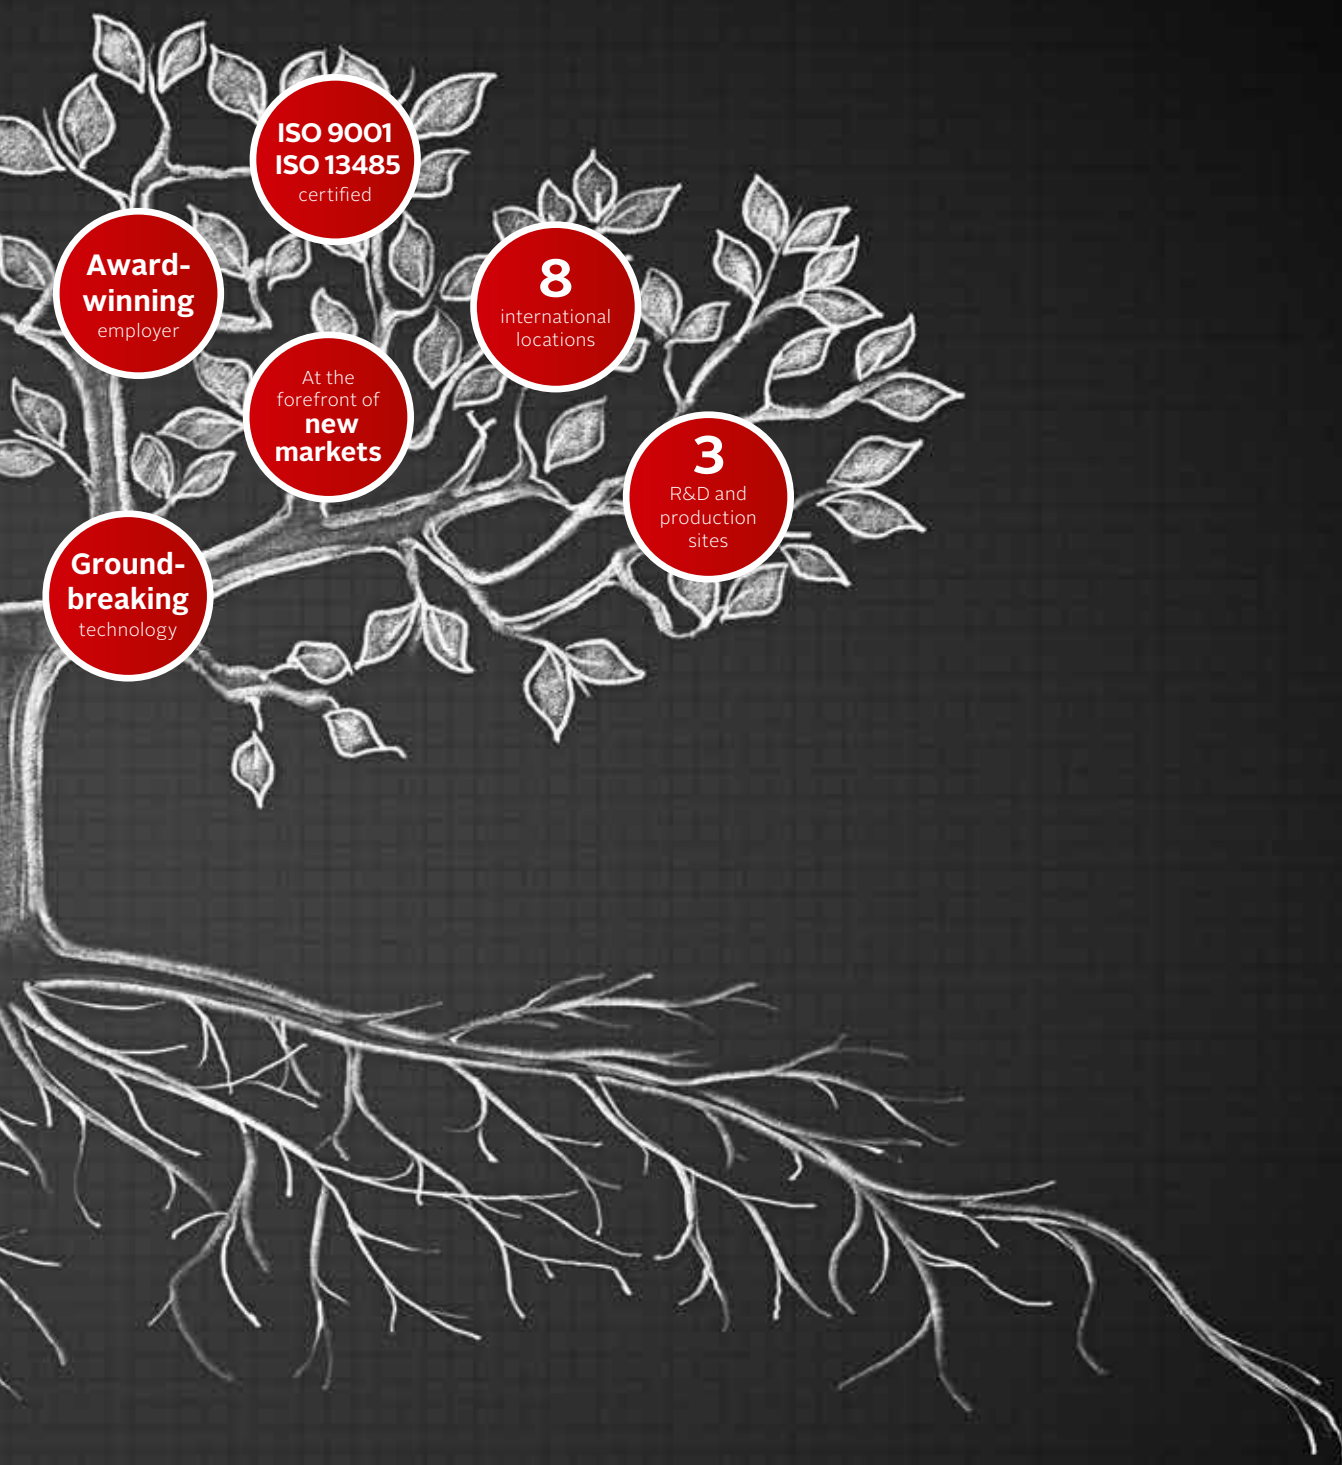 ISO 9001
ISO 13485
certified
Award-
winning
employer
8
international
locations
At the
forefront of
new
markets
3
R&D and
production
sites
Ground-
breaking
technology